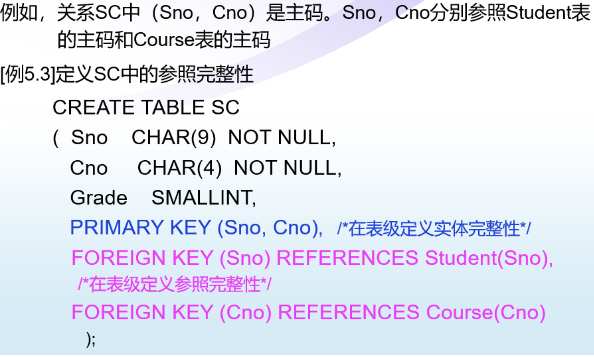 例如，关系SC中（Sno，Cno）是主码。Sno，Cno分别参照Student表
的主码和Course表的主码
[例5.3]定义SC中的参照完整性
CREATE TABLE SC
( Sno CHAR(9) NOT NULL,
Cno CHAR(4) NOT NULL,
Grade SMALLINT,
PRIMARY KEY (Sno, Cno), /*在表级定义实体完整性*/
FOREIGN KEY (Sno) REFERENCES Student(Sno),
/*在表级定义参照完整性*/
FOREIGN KEY (Cno) REFERENCES Course(Cno)
);